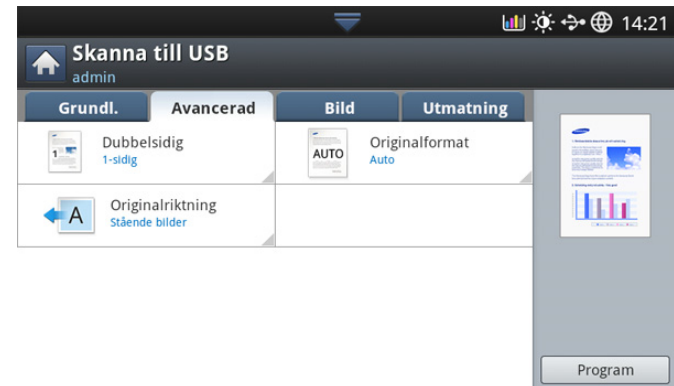 14:21
Skanna till USB
admin
Grundl.
Avancerad
Bild
Utmatning
Dubbelsidig
1-sidig
1
AUTO
Originalformat
Auto
A
Originalriktning
Stående bilder
Program